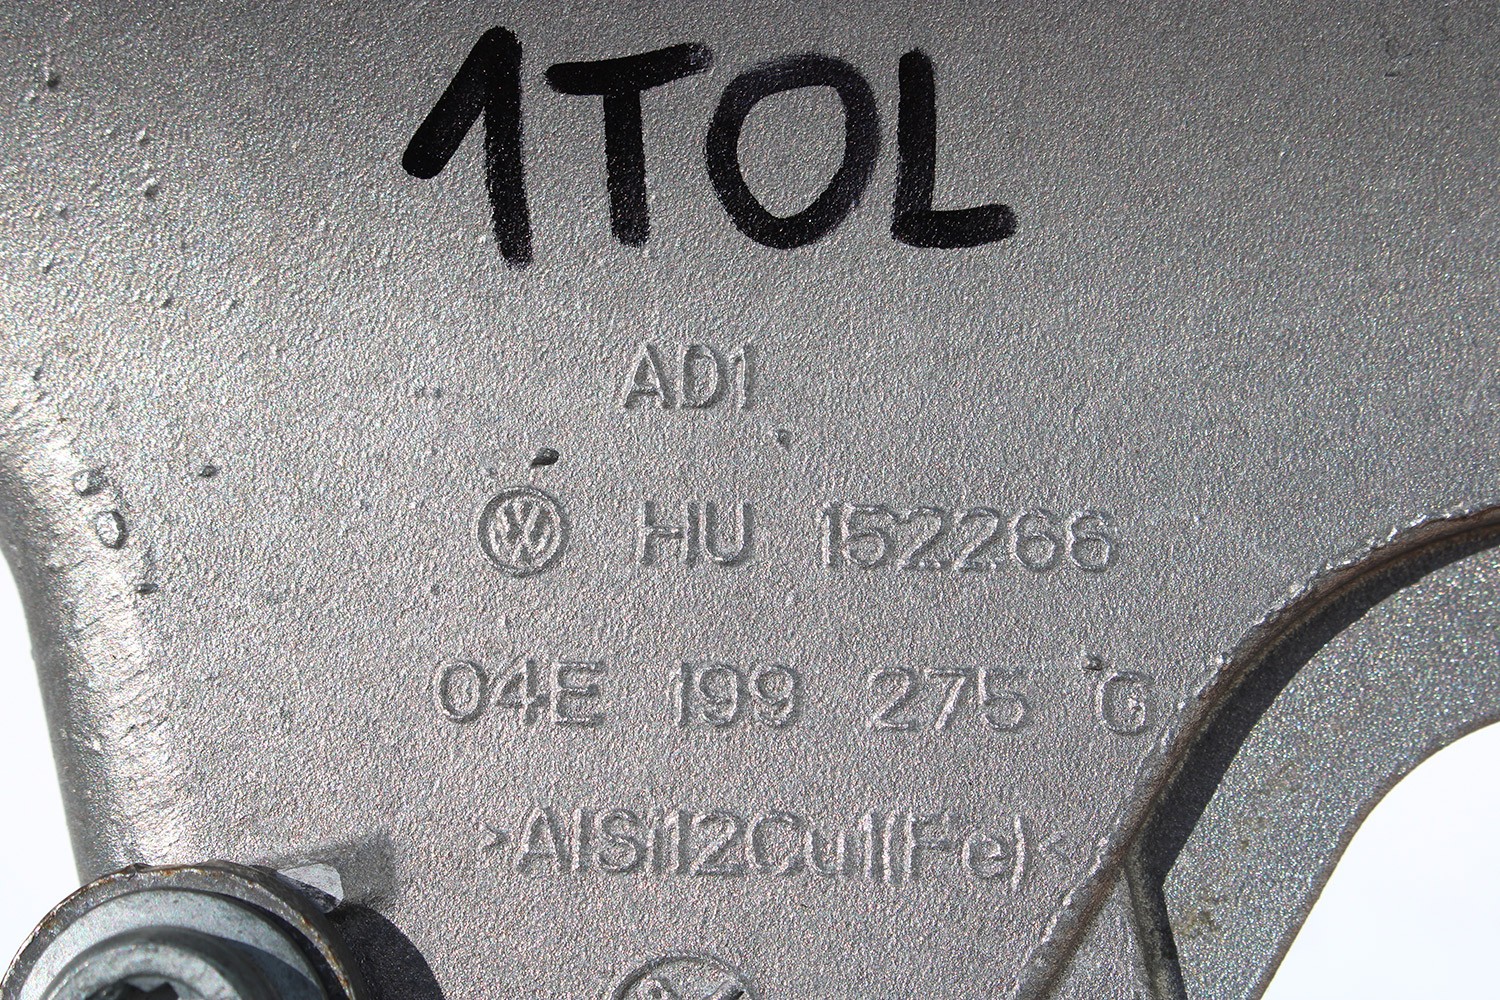 1TOL
AD1
HU 152266
04E 199 275 G
>AlSi12Cu1(Fe)<